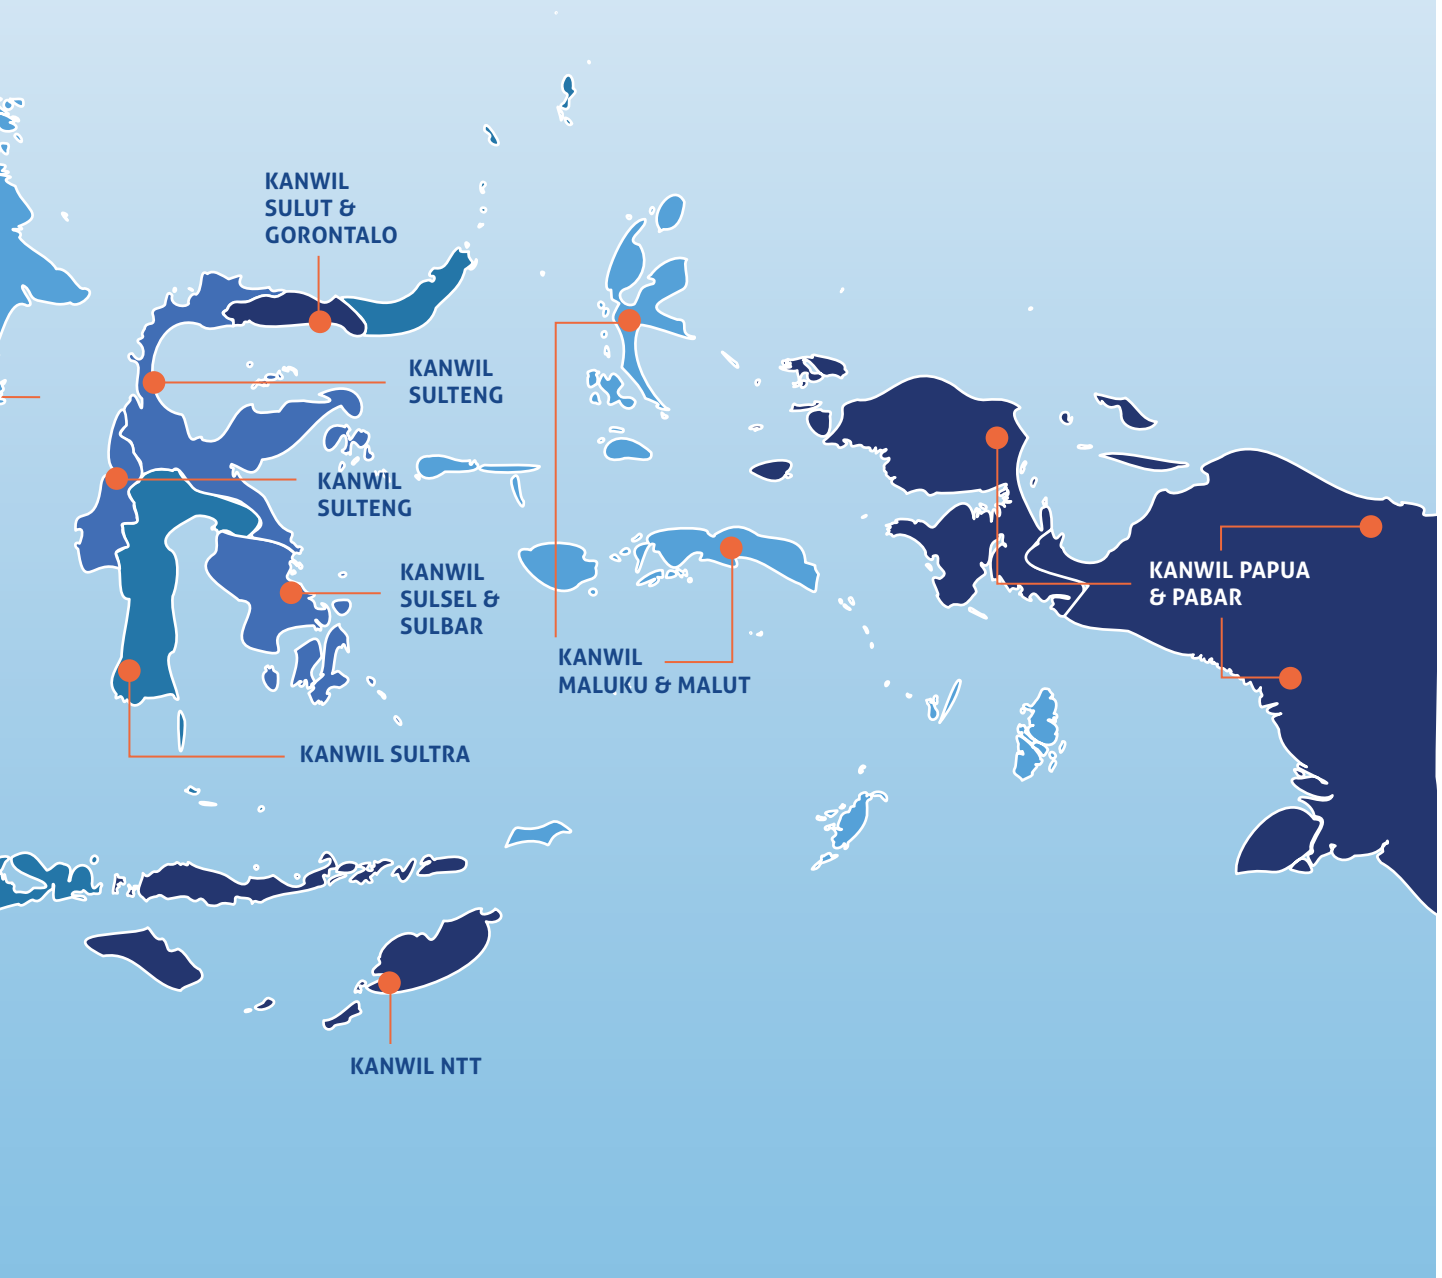 KANWIL
SULUT &
GORONTALO
KANWIL
SULTENG
KANWIL
SULTENG
KANWIL
SULSEL &
SULBAR
KANWIL PAPUA
& PABAR
KANWIL
MALUKU & MALUT
KANWIL SULTRA
KANWIL NTT